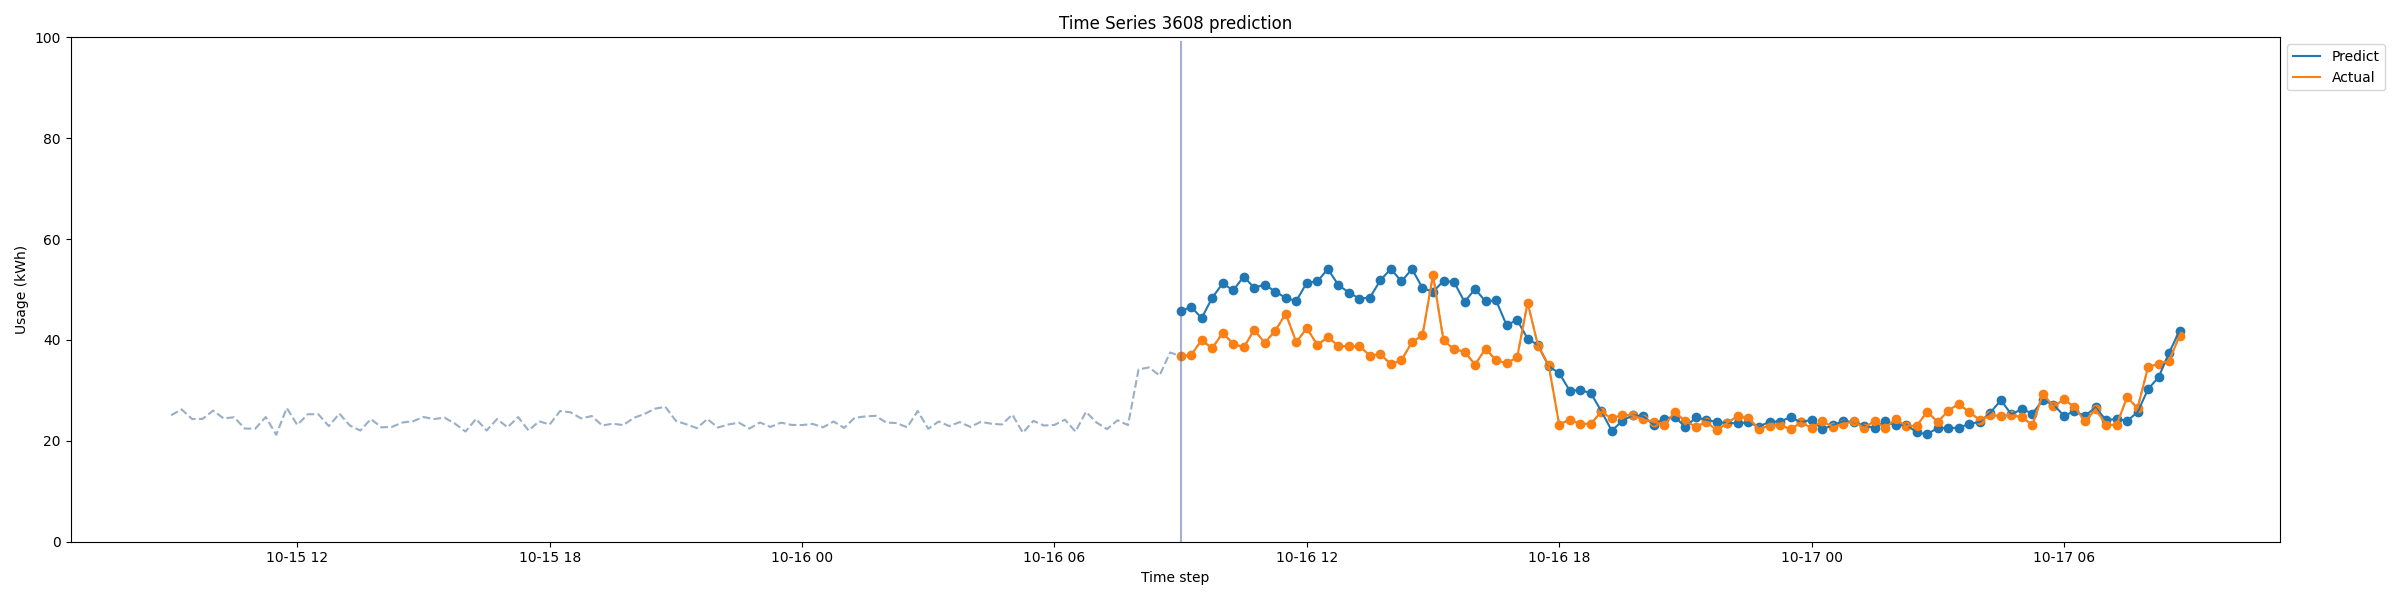 Time Series 3608 prediction
Predict
Actual
Usage (kWh)
100
80
60
40
20
0
10-15 12
10-15 18
10-16 00
10-16 06
10-16 12
10-16 18
10-17 00
10-17 06
Time step